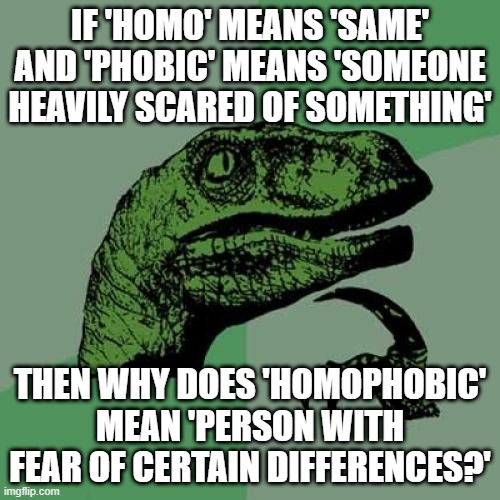 IF 'HOMO' MEANS 'SAME'
AND 'PHOBIC' MEANS 'SOMEONE
HEAVILY SCARED OF SOMETHING'
THEN WHY DOES 'HOMOPHOBIC'
MEAN 'PERSON WITH
FEAR OF CERTAIN DIFFERENCES?'
imgflip.com